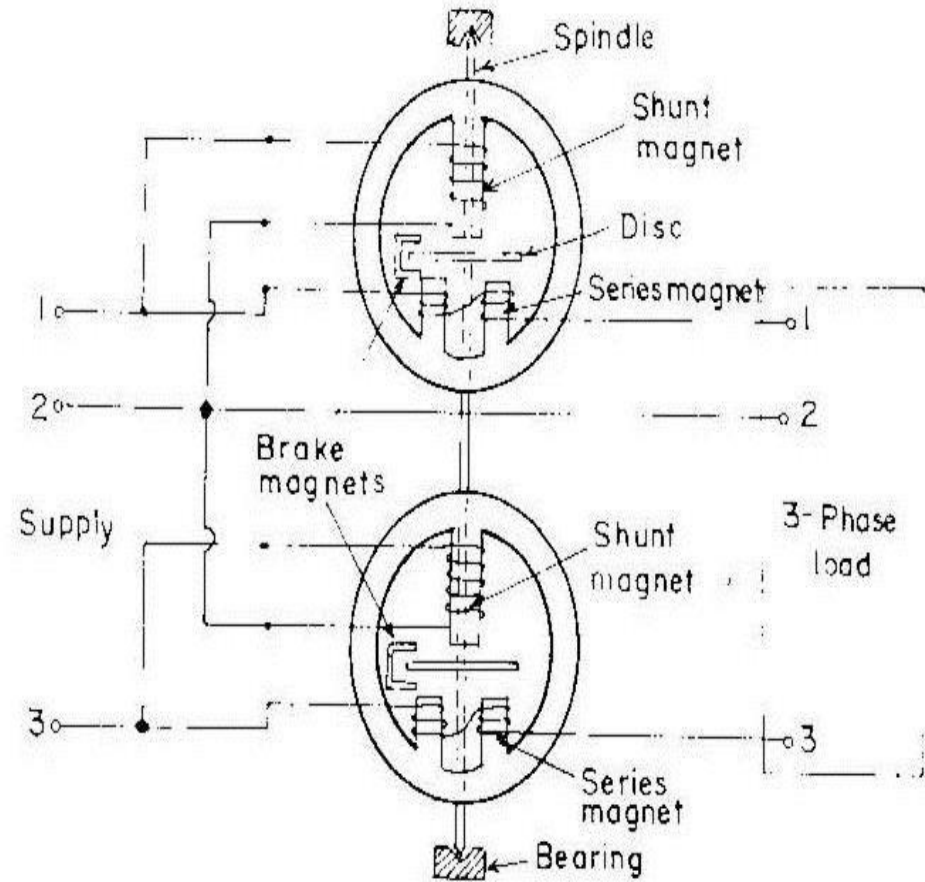 Spindle
Shunt
magnet
Disc
Series magnet
1
1
2
2
Brake
magnets
Supply
3-Phase
load
Shunt
magnet
3
3
Series
magnet
Bearing